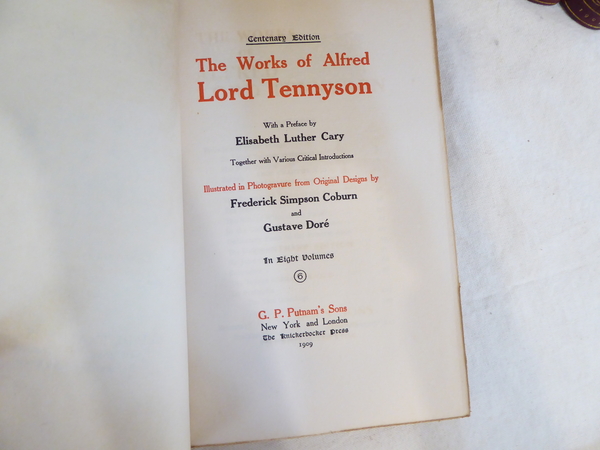 Centenary Edition
The Works of Alfred
Lord Tennyson
With a Preface by
Elisabeth Luther Cary
Together with Various Critical Introductions
Illustrated in Photogravure from Original Designs by
Frederick Simpson Coburn
and
Gustave Doré
In Eight Volumes
6
G. P. Putnam's Sons
New York and London
The Knickerbocker Press
1909